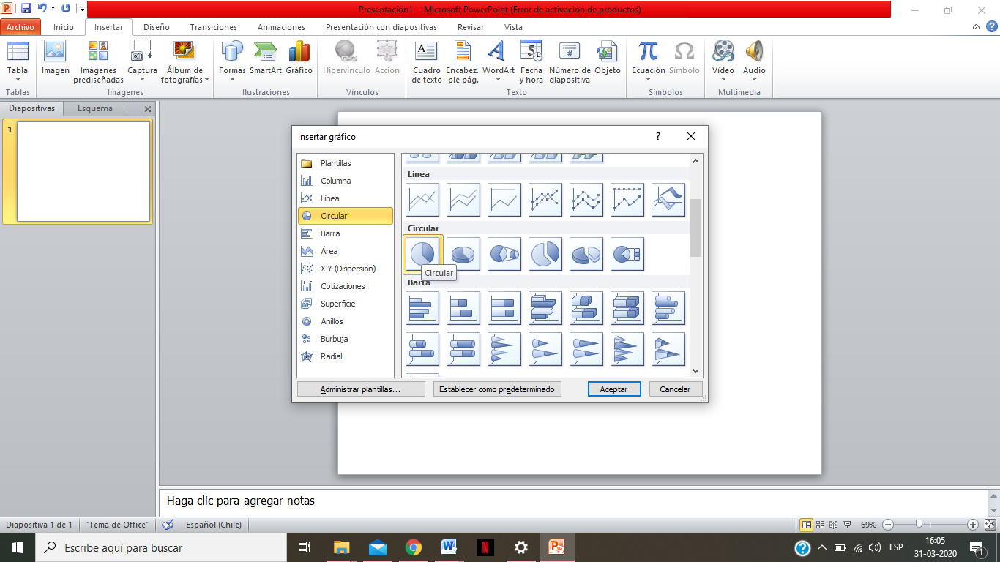 Presentación1 - Microsoft PowerPoint (Error de activación de productos)
Archivo Inicio Insertar Diseño Transiciones Animaciones Presentación con diapositivas Revisar Vista
Tabla
Imagen
Imágenes
prediseñadas
Captura
Álbum de
fotografías
Formas
SmartArt
Gráfico
Hipervínculo
Acción
Cuadro
de texto
Encabez.
pie pág.
WordArt
Fecha
y hora
Número de
diapositiva
Objeto
Ecuación
Símbolo
Vídeo
Audio
Tablas Imágenes Ilustraciones Vínculos Texto Símbolos Multimedia
Diapositivas Esquema
1
Insertar gráfico
Plantillas
Columna
Línea
Circular
Barra
Área
X Y (Dispersión)
Cotizaciones
Superficie
Anillos
Burbuja
Radial
Línea
Circular
Circular
Barra
Administrar plantillas...
Establecer como predeterminado
Aceptar
Cancelar
Haga clic para agregar notas
Diapositiva 1 de 1 "Tema de Office" Español (Chile) 69%
Escribe aquí para buscar
ESP
16:05
31-03-2020
1